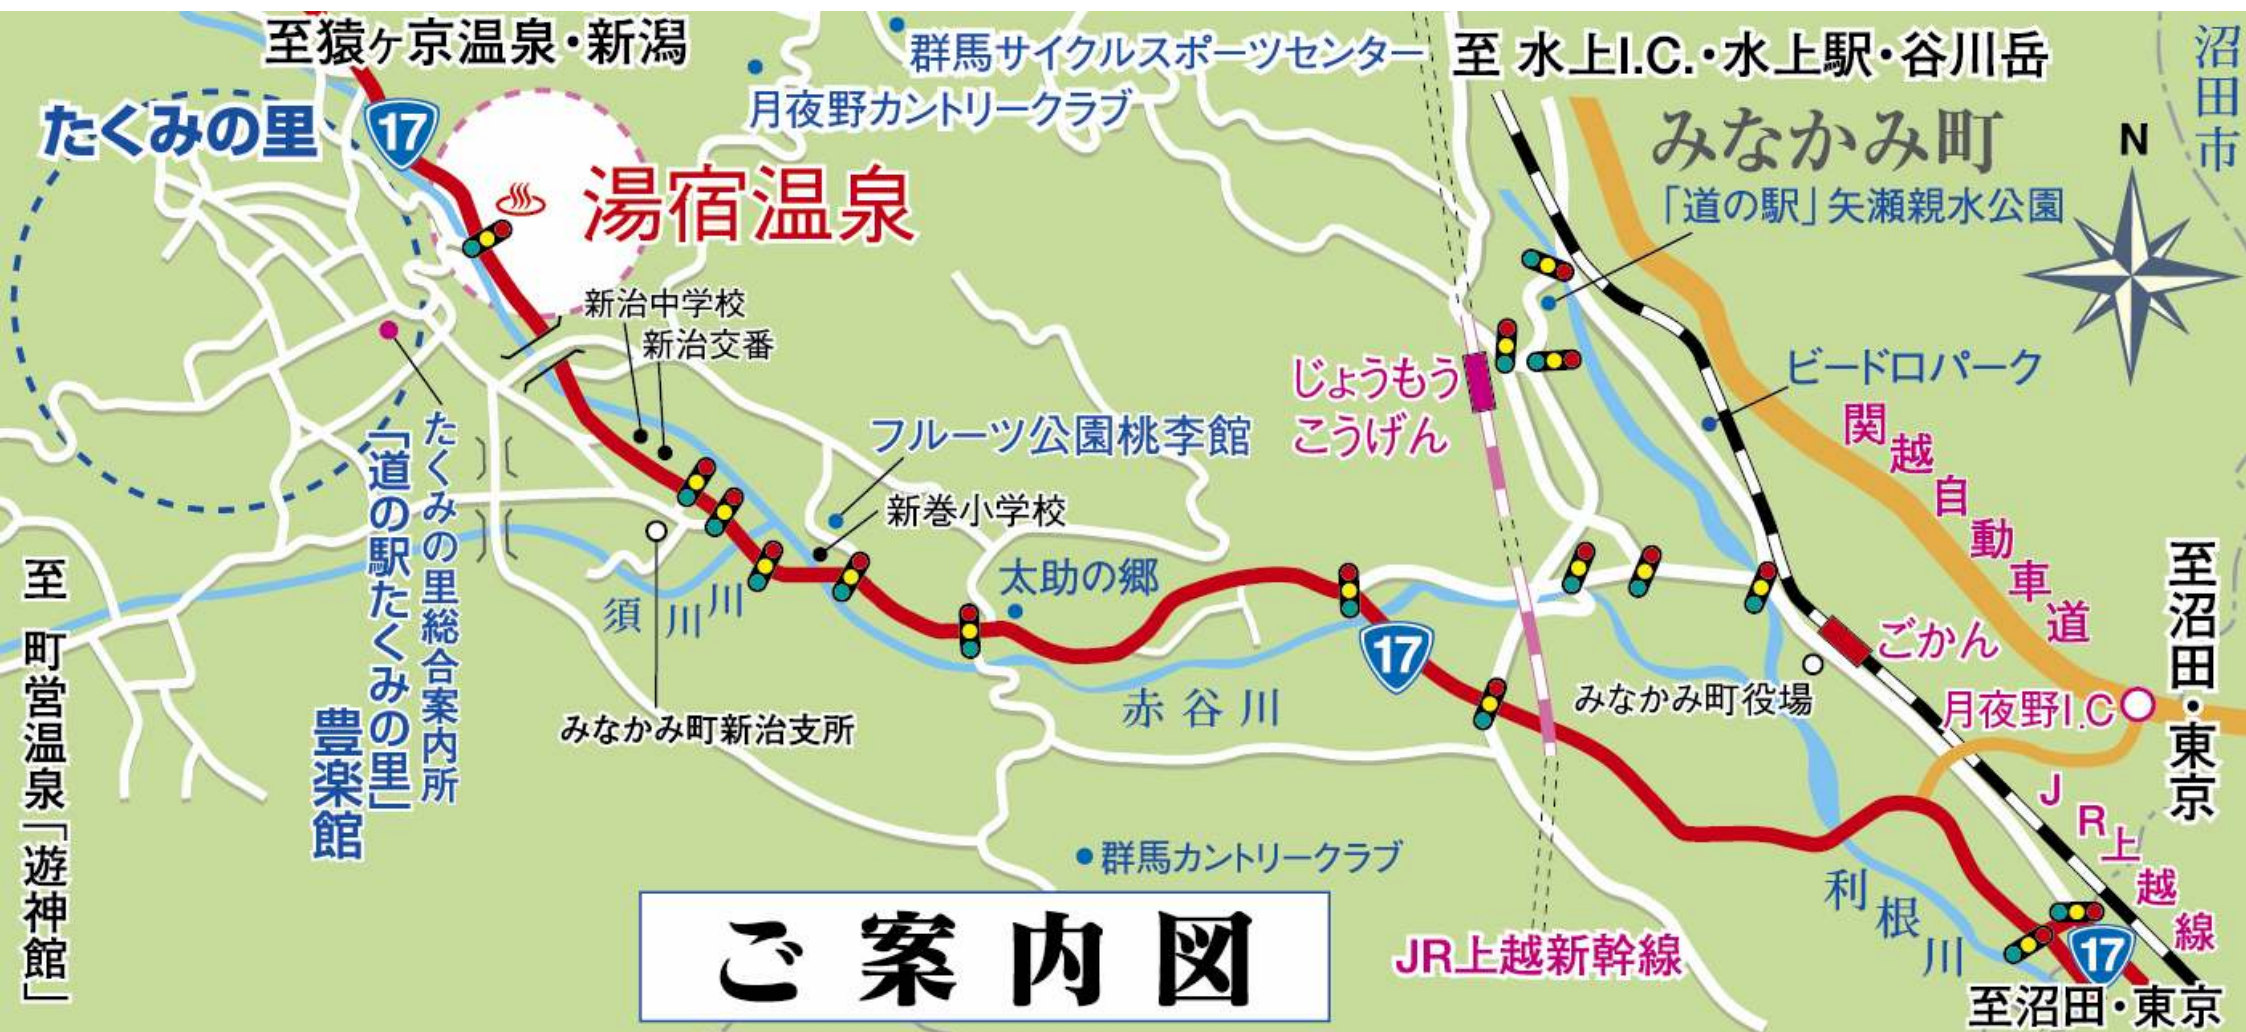 至猿ヶ京温泉・新潟
群馬サイクルスポーツセンター
至 水上I.C.・水上駅・谷川岳
沼田市
月夜野カントリークラブ
たくみの里
17
みなかみ町
N
湯宿温泉
「道の駅」矢瀬親水公園
新治中学校
新治交番
じょうもう
こうげん
ビードロパーク
関越自動車道
フルーツ公園桃李館
新巻小学校
太助の郷
たくみの里総合案内所
「道の駅たくみの里」
豊楽館
至 町営温泉「遊神館」
須川川
17
ごかん
至沼田・東京
赤谷川
みなかみ町役場
月夜野I.C
みなかみ町新治支所
JR上越線
群馬カントリークラブ
利根川
ご案内図
JR上越新幹線
17
至沼田・東京